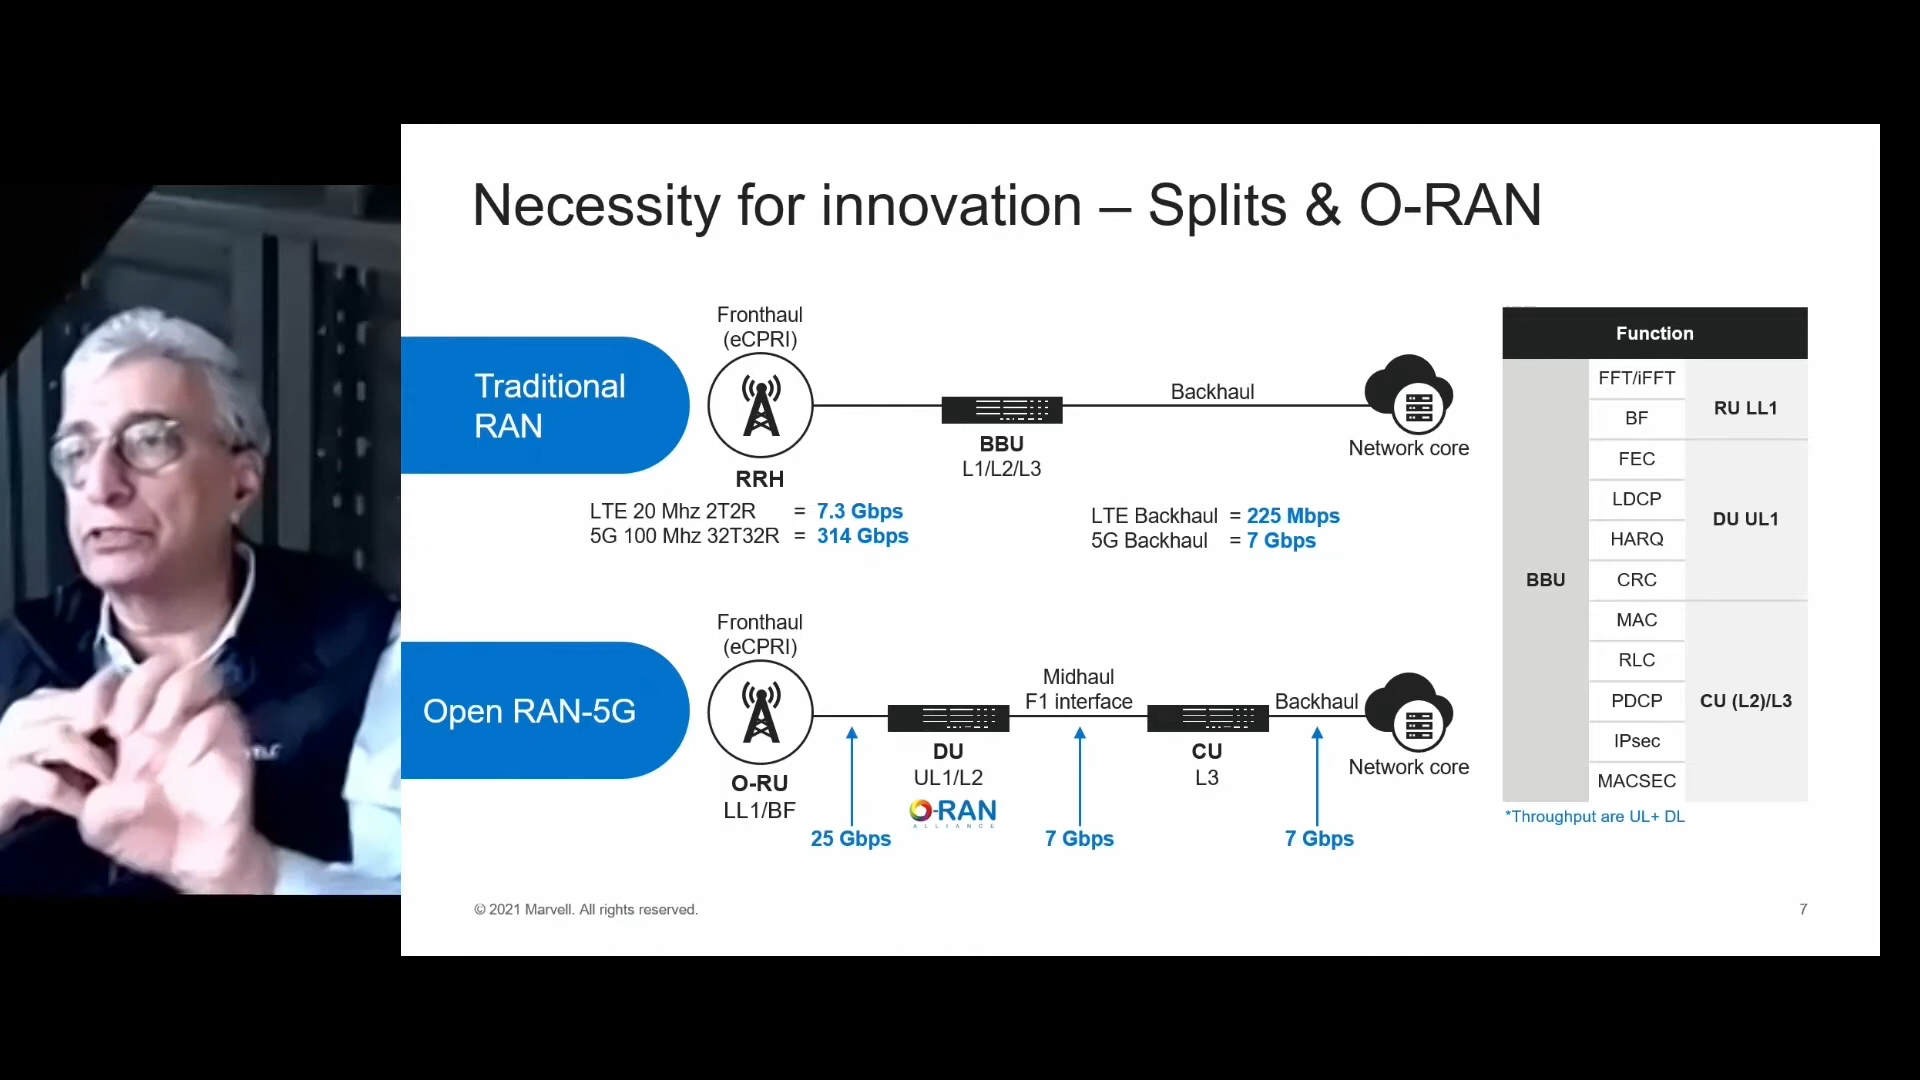 Necessity for innovation – Splits & O-RAN
Traditional
RAN
Fronthaul
(eCPRI)
RRH
LTE 20 Mhz 2T2R = 7.3 Gbps
5G 100 Mhz 32T32R = 314 Gbps
BBU
L1/L2/L3
Backhaul
Network core
LTE Backhaul = 225 Mbps
5G Backhaul = 7 Gbps
Open RAN-5G
Fronthaul
(eCPRI)
O-RU
LL1/BF
25 Gbps
DU
UL1/L2
O-RAN
ALLIANCE
Midhaul
F1 interface
7 Gbps
CU
L3
Backhaul
7 Gbps
Network core
Function
BBU
FFT/iFFT
BF
FEC
LDCP
HARQ
CRC
MAC
RLC
PDCP
IPsec
MACSEC
RU LL1
DU UL1
CU (L2)/L3
*Throughput are UL+ DL
© 2021 Marvell. All rights reserved.
7